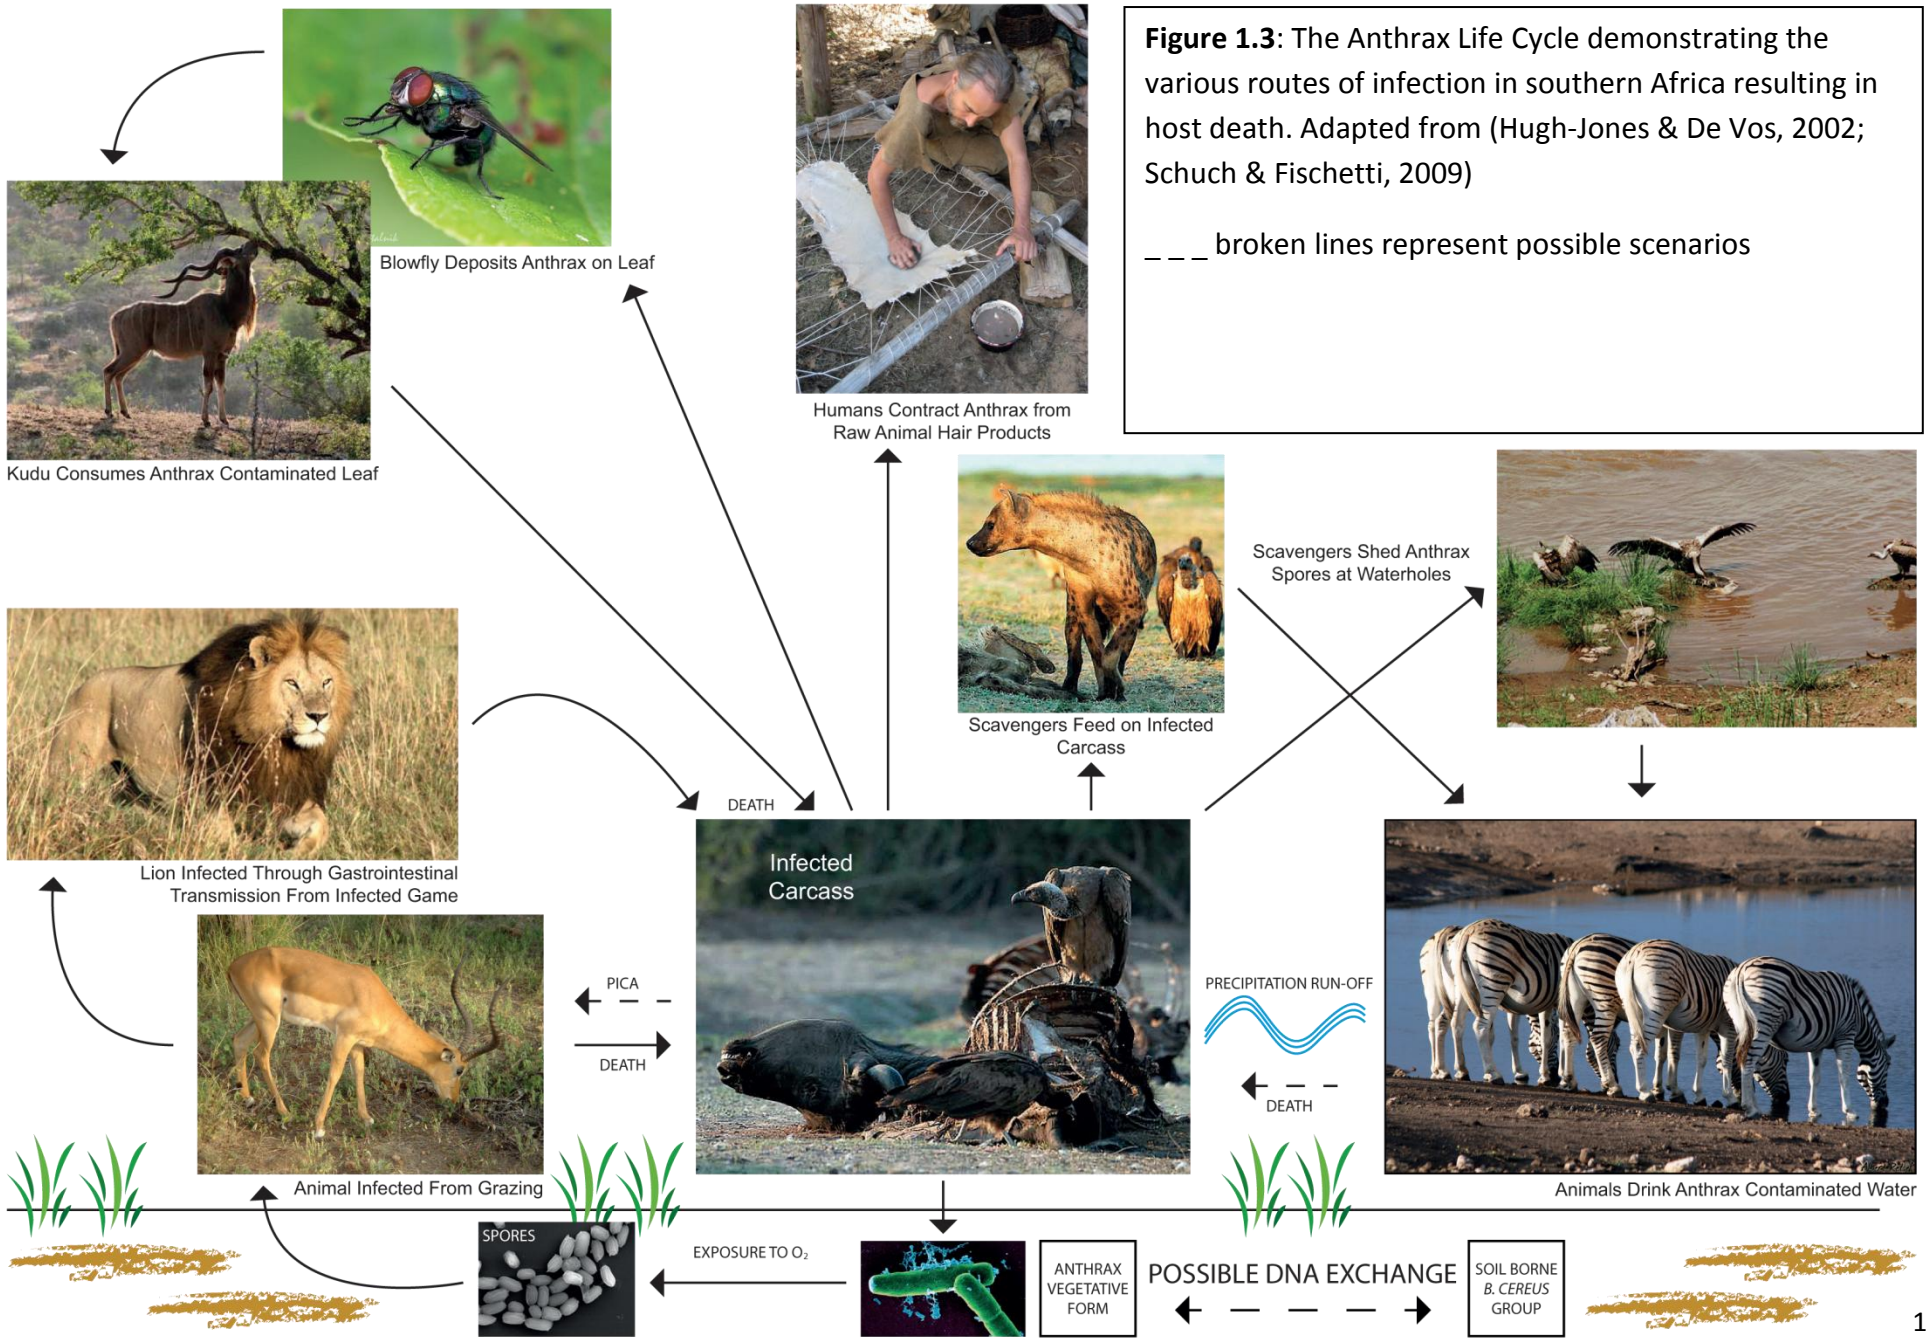 Figure 1.3: The Anthrax Life Cycle demonstrating the
various routes of infection in southern Africa resulting in
host death. Adapted from (Hugh-Jones & De Vos, 2002;
Schuch & Fischetti, 2009)
_ _ _ broken lines represent possible scenarios
Blowfly Deposits Anthrax on Leaf
Kudu Consumes Anthrax Contaminated Leaf
Humans Contract Anthrax from
Raw Animal Hair Products
Scavengers Feed on Infected
Carcass
Scavengers Shed Anthrax
Spores at Waterholes
Lion Infected Through Gastrointestinal
Transmission From Infected Game
DEATH
Infected
Carcass
PICA
DEATH
PRECIPITATION RUN-OFF
DEATH
Animal Infected From Grazing
Animals Drink Anthrax Contaminated Water
SPORES
EXPOSURE TO O₂
ANTHRAX
VEGETATIVE
FORM
POSSIBLE DNA EXCHANGE
SOIL BORNE
B. CEREUS
GROUP
1